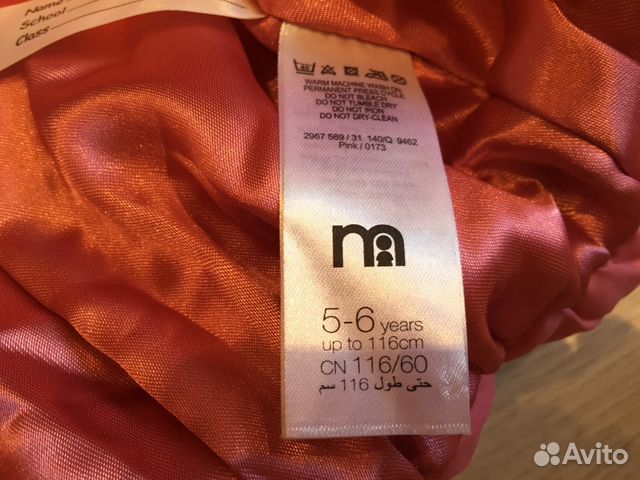 Name
School
Class
40
WARM MACHINE WASH ON
PERMANENT PRESS CYCLE
DO NOT BLEACH
DO NOT TUMBLE DRY
DO NOT IRON
DO NOT DRY-CLEAN
2967 569 / 31 140/Q 9462
Pink / 0173
m
5-6 years
up to 116cm
CN 116/60
حتى طول 116 سم
Avito